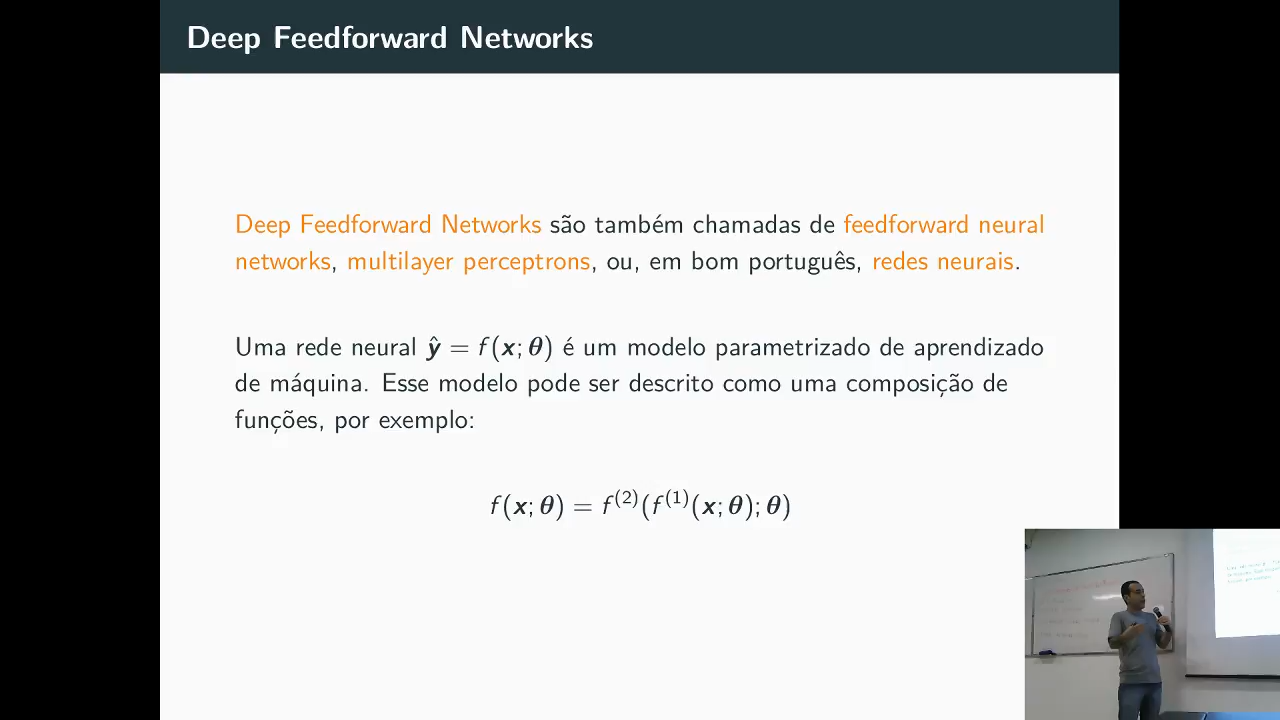 Deep Feedforward Networks
Deep Feedforward Networks são também chamadas de feedforward neural
networks, multilayer perceptrons, ou, em bom português, redes neurais.
Uma rede neural ŷ = f(x; θ) é um modelo parametrizado de aprendizado
de máquina. Esse modelo pode ser descrito como uma composição de
funções, por exemplo:
f(x; θ) = f⁽²⁾(f⁽¹⁾(x; θ); θ)